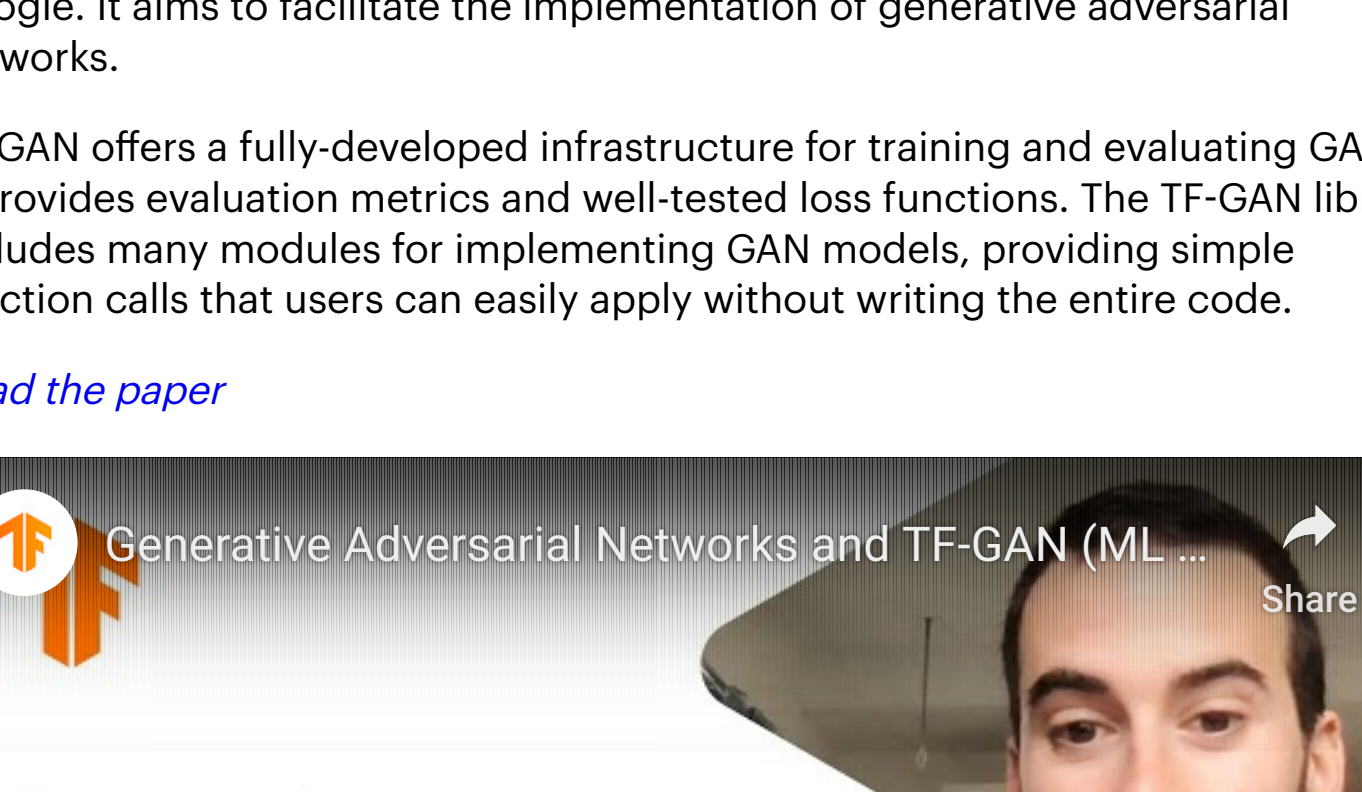 ogle. It aims to facilitate the implementation of generative adversarial
works.
GAN offers a fully-developed infrastructure for training and evaluating GA
rovides evaluation metrics and well-tested loss functions. The TF-GAN lib
ludes many modules for implementing GAN models, providing simple
ction calls that users can easily apply without writing the entire code.
ad the paper
Generative Adversarial Networks and TF-GAN (ML ...
Share